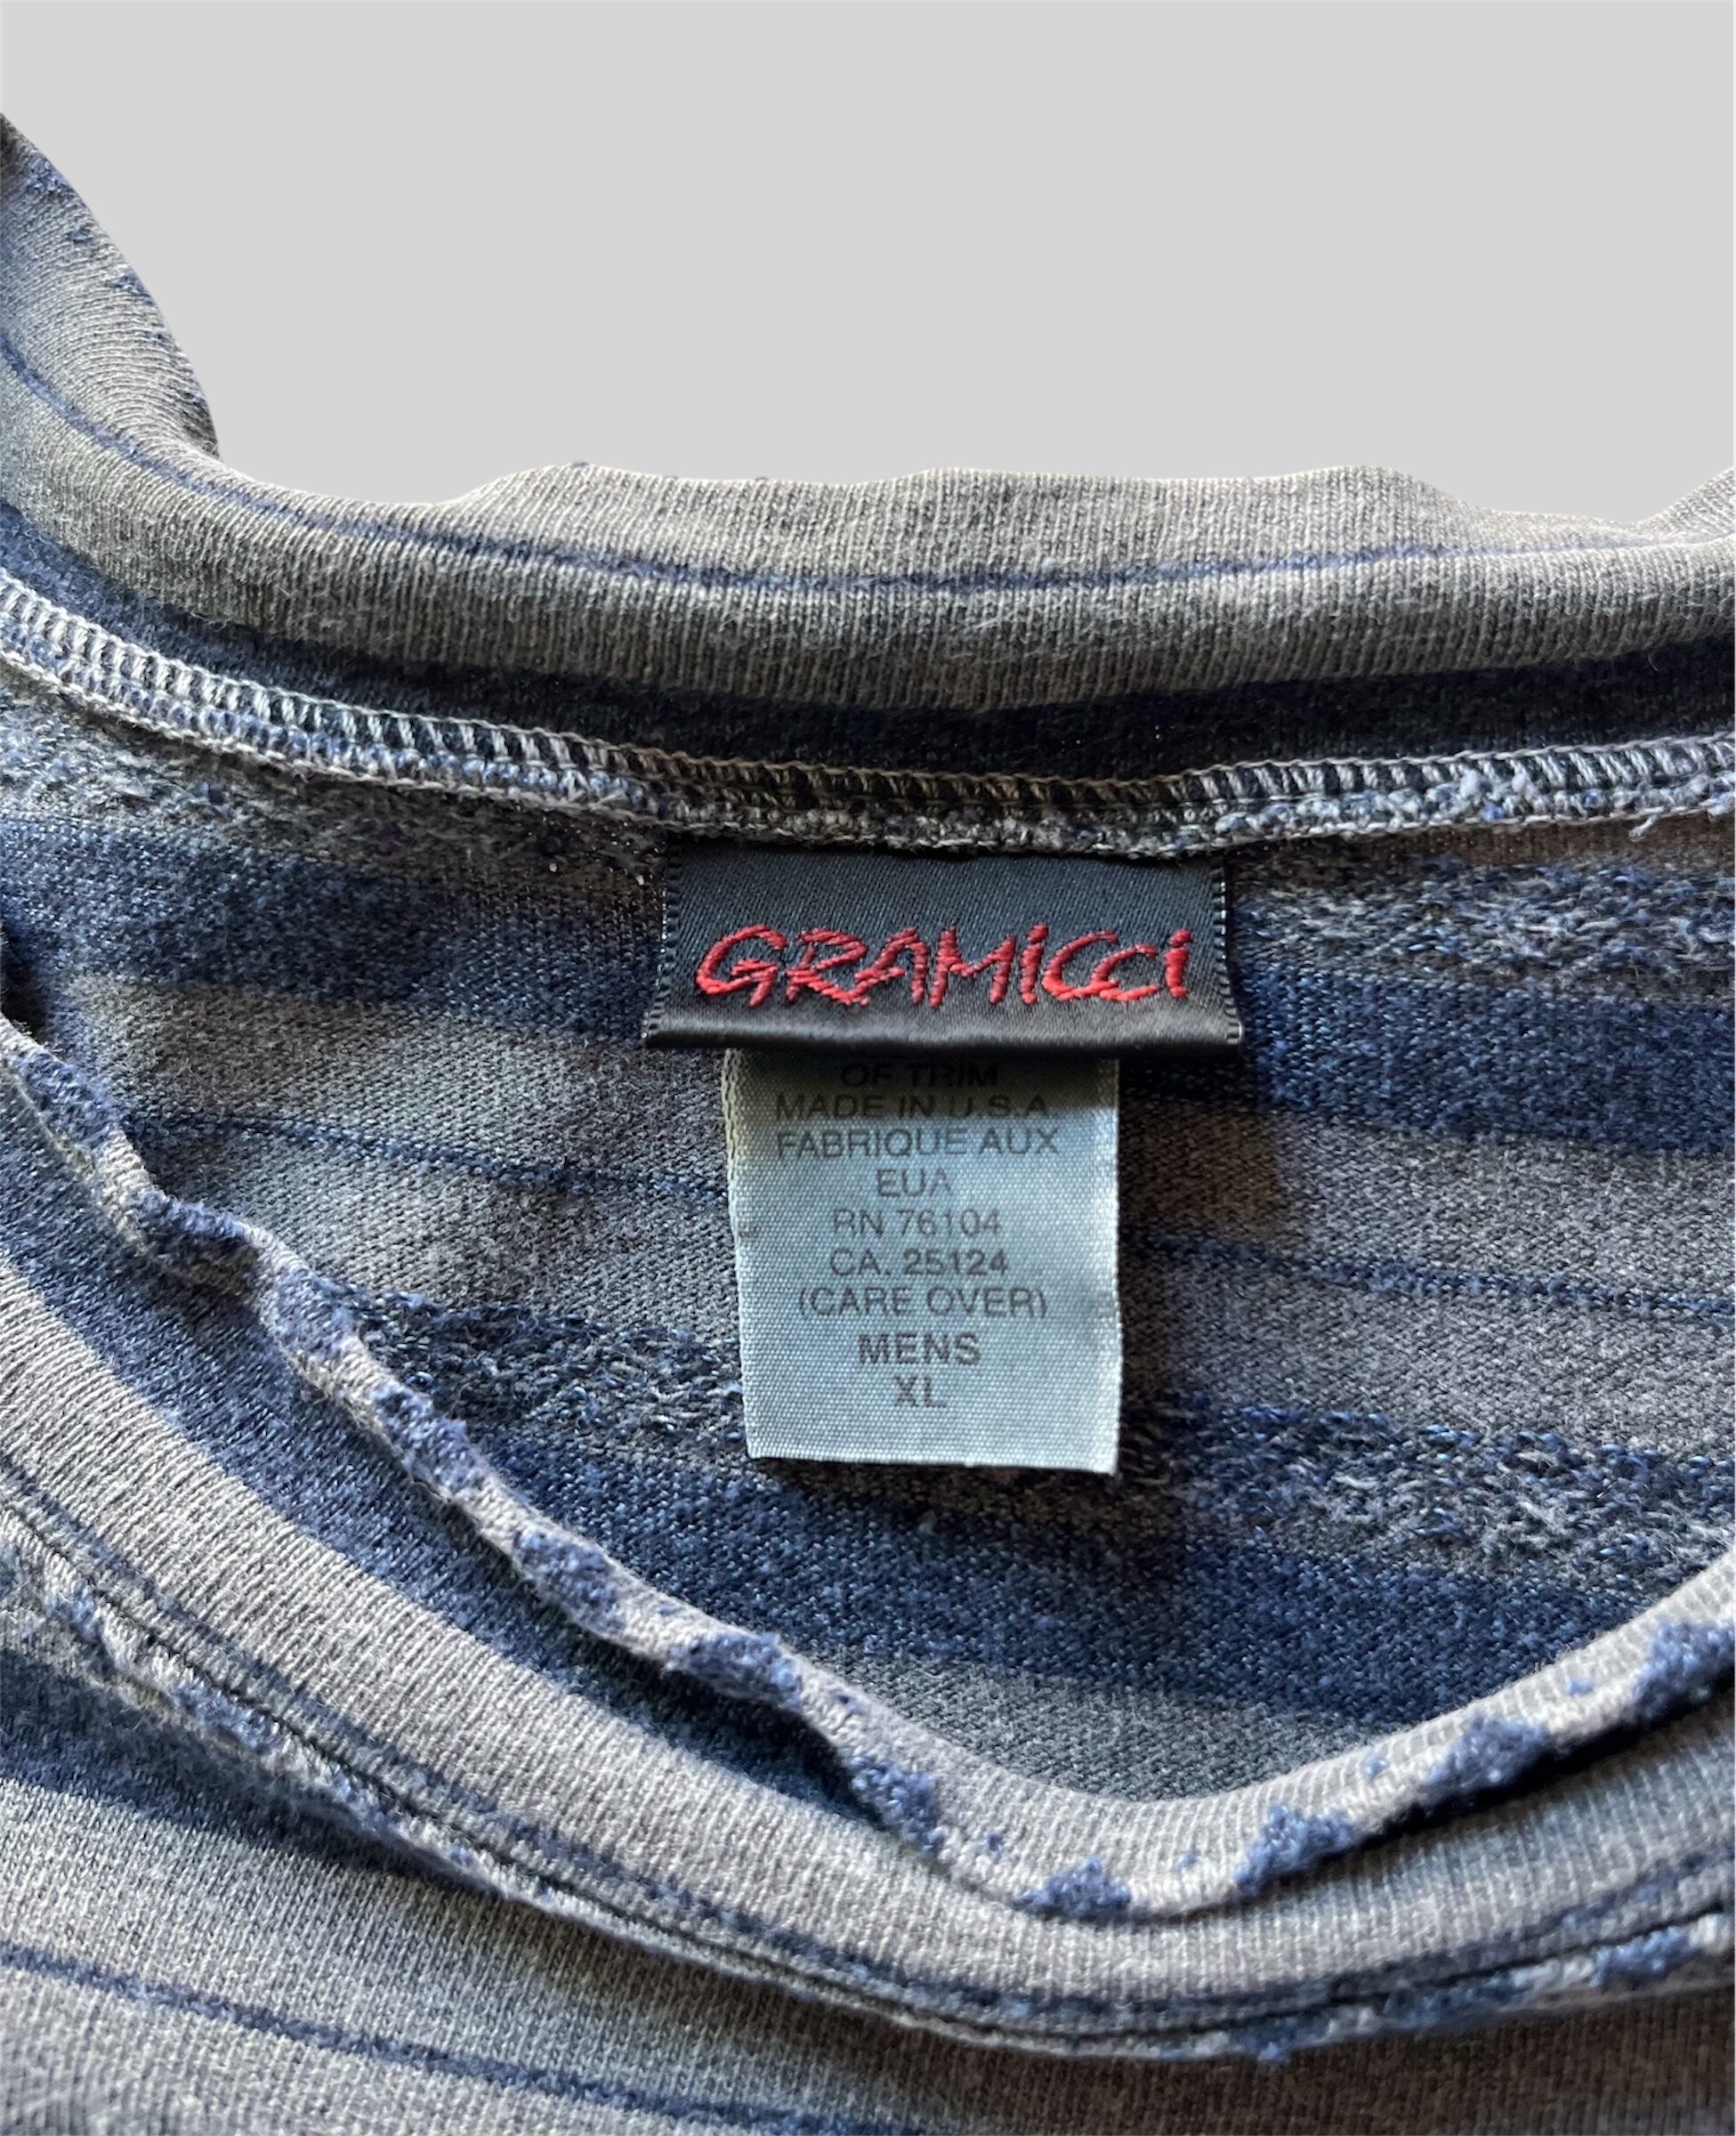 GRAMiCCi
OF TRIM
MADE IN U.S.A.
FABRIQUE AUX
EUA
RN 76104
CA. 25124
(CARE OVER)
MENS
XL